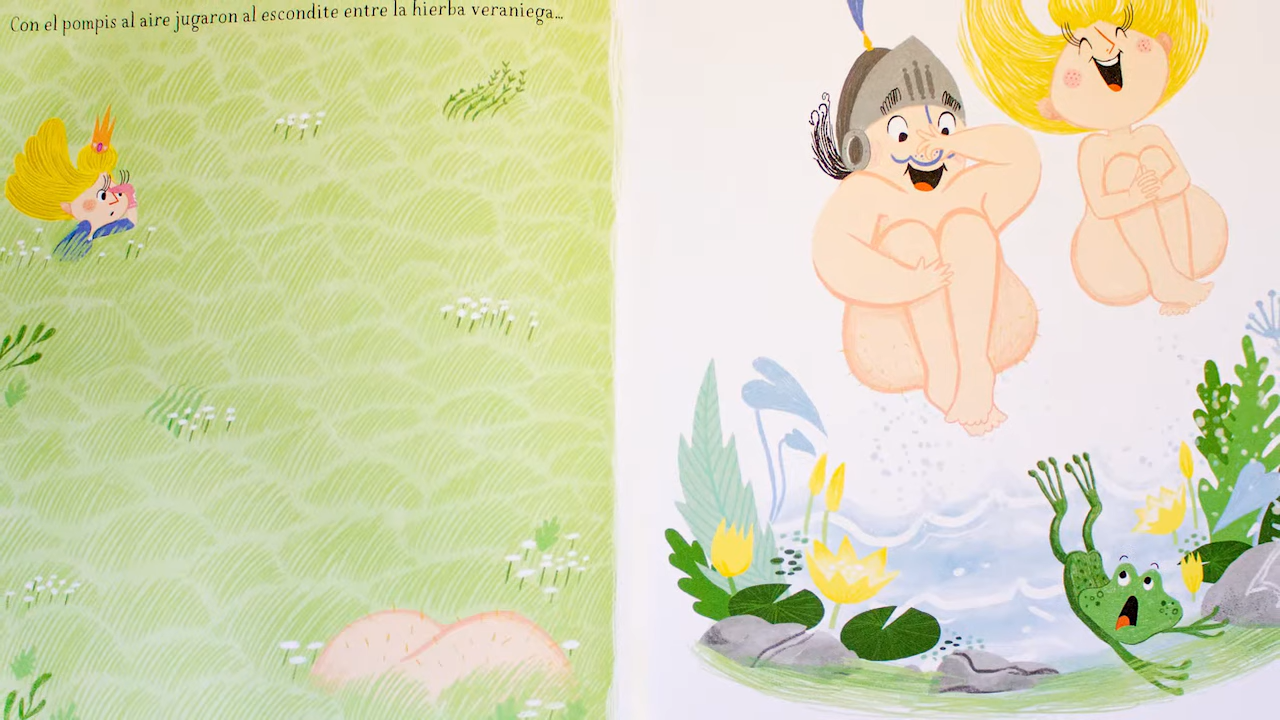 Con el pompis al aire jugaron al escondite entre la hierba veraniega...